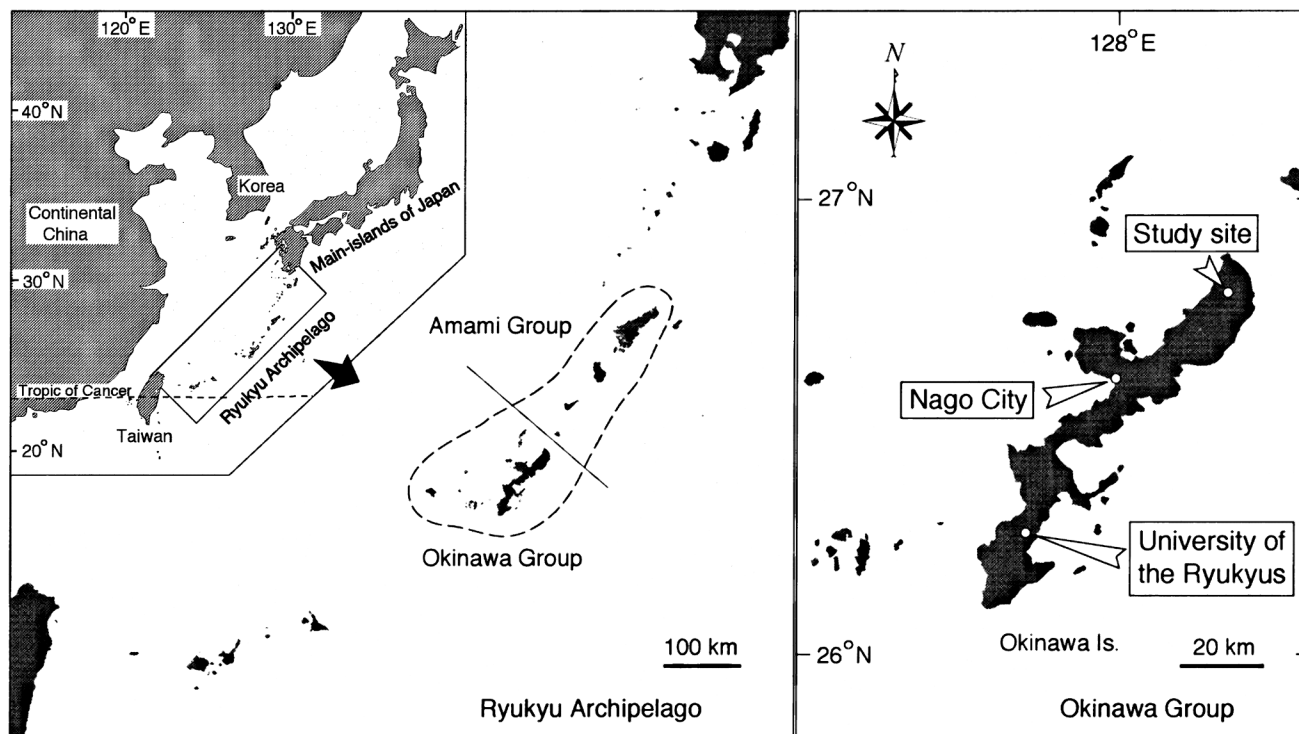 120°E
130°E
40°N
Korea
Continental
China
Main-islands of Japan
30°N
Ryukyu Archipelago
Tropic of Cancer
Taiwan
20°N
Amami Group
Okinawa Group
100 km
Ryukyu Archipelago
128°E
N
27°N
Study site
Nago City
University of
the Ryukyus
26°N
Okinawa Is.
20 km
Okinawa Group